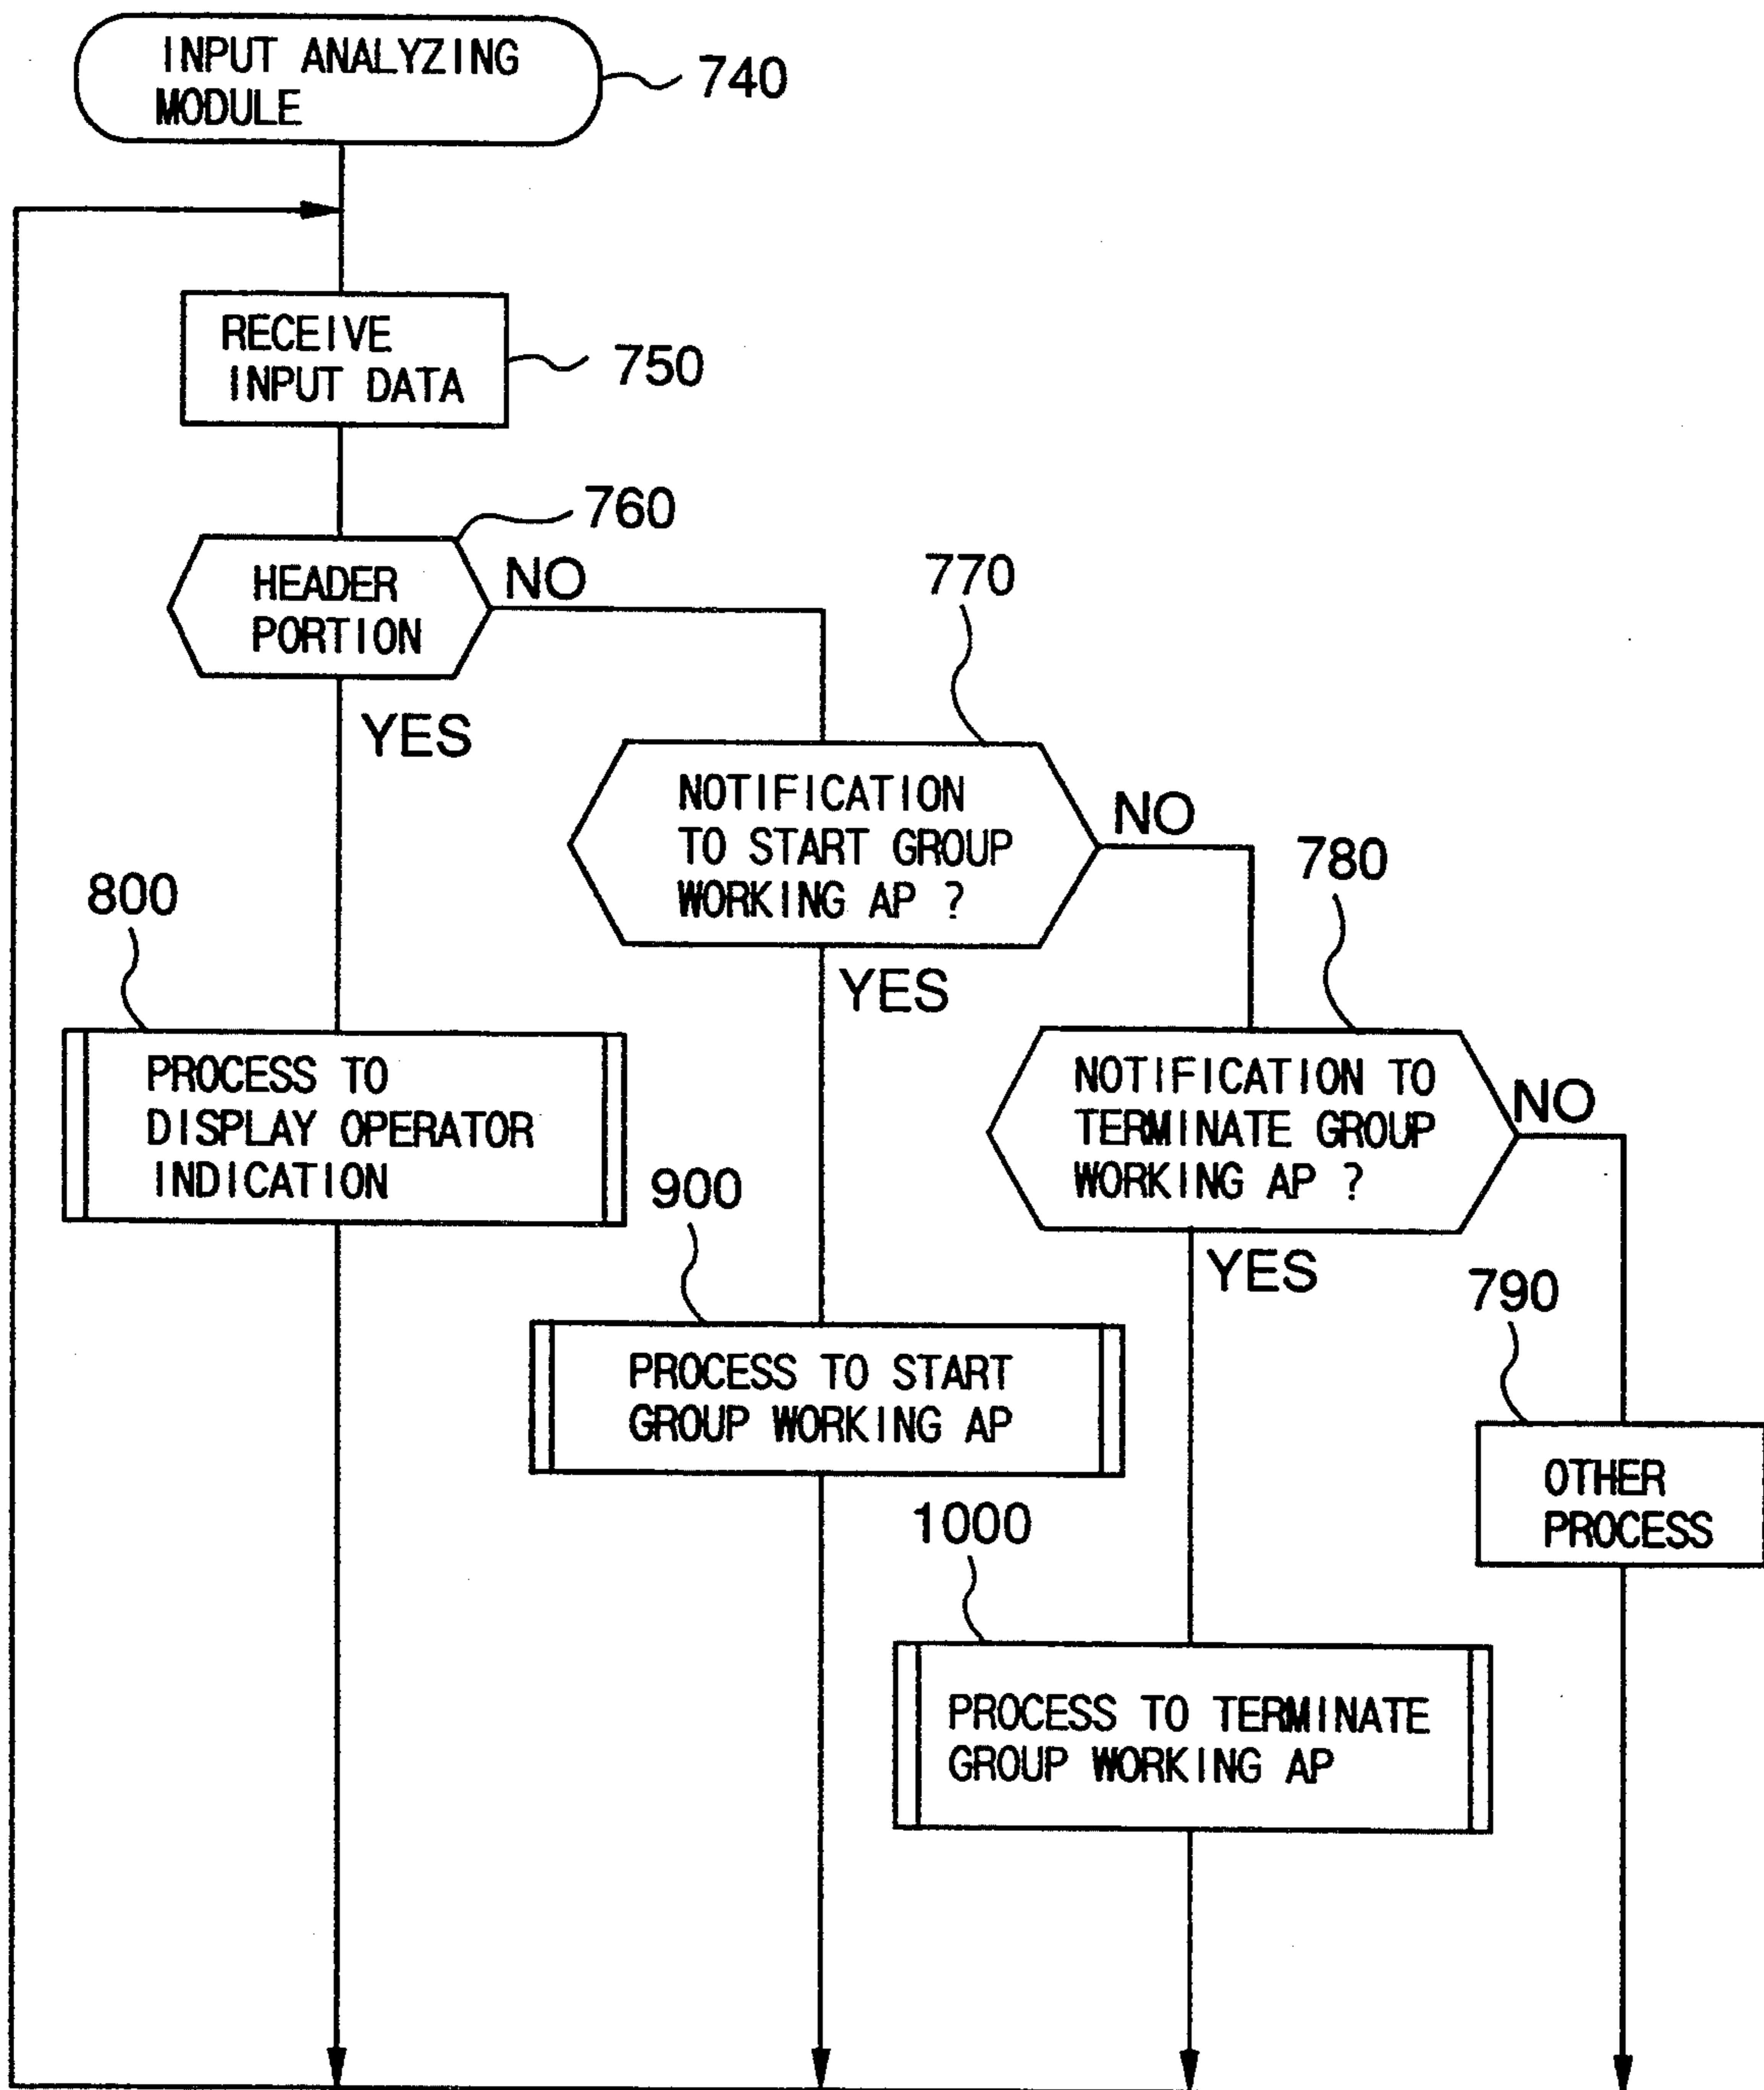 INPUT ANALYZING
MODULE
740
RECEIVE
INPUT DATA
750
760
HEADER
PORTION
NO
YES
770
NOTIFICATION
TO START GROUP
WORKING AP ?
NO
YES
780
NOTIFICATION TO
TERMINATE GROUP
WORKING AP ?
NO
YES
800
PROCESS TO
DISPLAY OPERATOR
INDICATION
900
PROCESS TO START
GROUP WORKING AP
790
OTHER
PROCESS
1000
PROCESS TO TERMINATE
GROUP WORKING AP